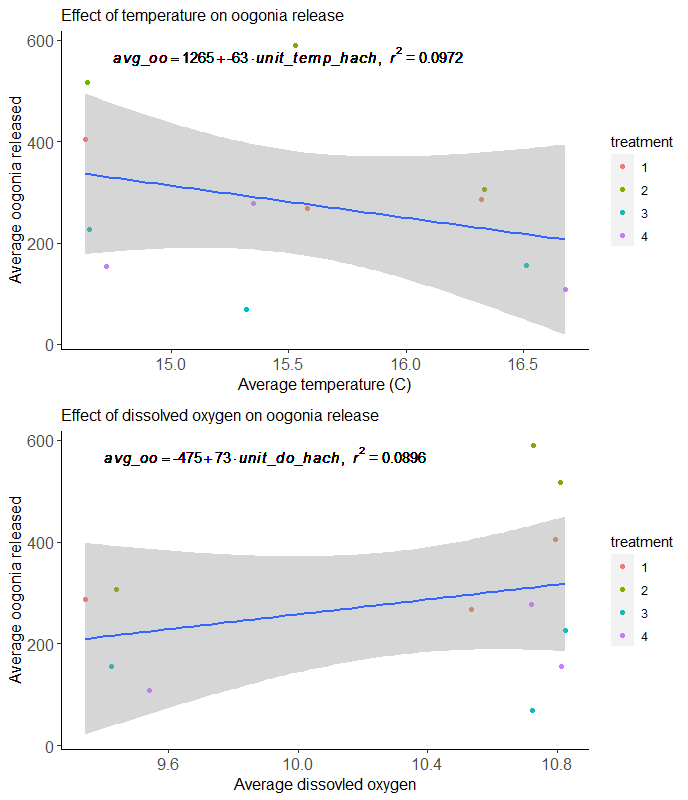 Effect of temperature on oogonia release
avg_oo = 1265 + -63 · unit_temp_hach, r² = 0.0972
600
400
200
0
Average oogonia released
15.0 15.5 16.0 16.5
Average temperature (C)
treatment
1
2
3
4
Effect of dissolved oxygen on oogonia release
avg_oo = -475 + 73 · unit_do_hach, r² = 0.0896
600
400
200
0
Average oogonia released
9.6 10.0 10.4 10.8
Average dissovled oxygen
treatment
1
2
3
4